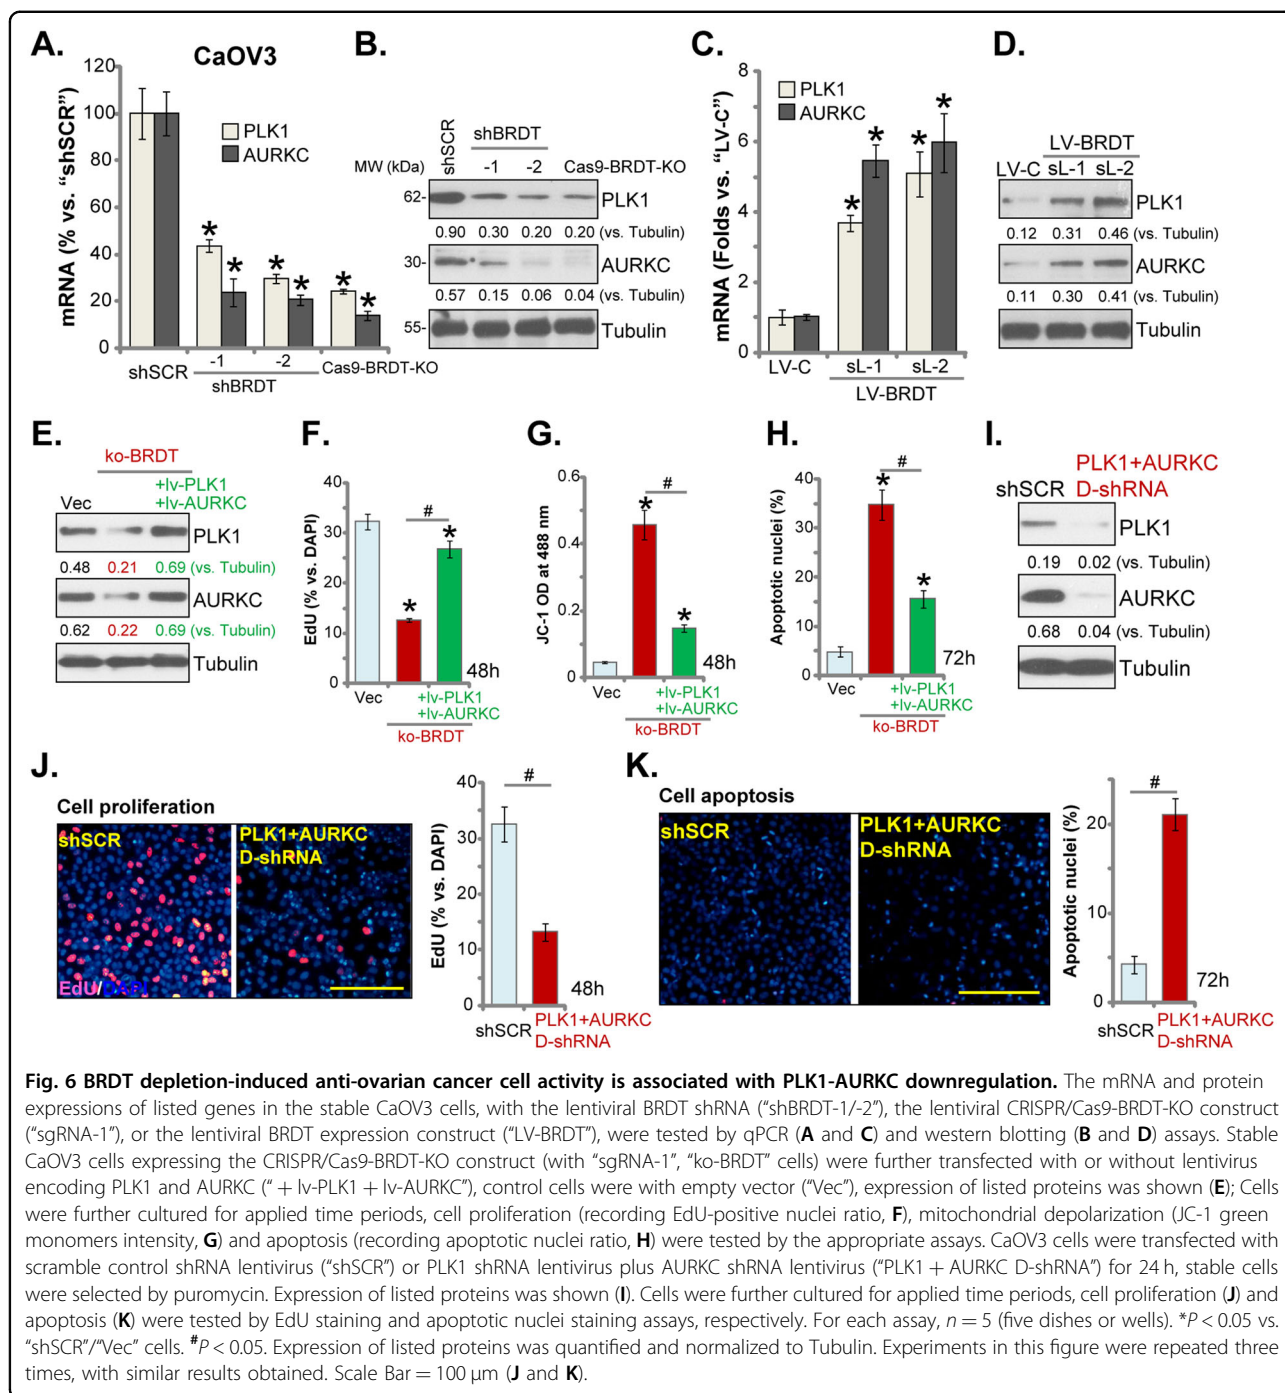 A.
CaOV3
mRNA (% vs. “shSCR”)
120
100
80
60
40
20
0
PLK1
AURKC
* * * * * *
shSCR
-1
-2
Cas9-BRDT-KO
shBRDT
B.
MW (kDa)
shSCR
shBRDT
-1
-2
Cas9-BRDT-KO
62-
PLK1
0.90 0.30 0.20 0.20 (vs. Tubulin)
30-
AURKC
0.57 0.15 0.06 0.04 (vs. Tubulin)
55-
Tubulin
C.
mRNA (Folds vs. “LV-C”)
8
6
4
2
0
PLK1
AURKC
* * * *
LV-C
sL-1
sL-2
LV-BRDT
D.
LV-BRDT
LV-C sL-1 sL-2
PLK1
0.12 0.31 0.46 (vs. Tubulin)
AURKC
0.11 0.30 0.41 (vs. Tubulin)
Tubulin
E.
ko-BRDT
Vec
+lv-PLK1
+lv-AURKC
PLK1
0.48 0.21 0.69 (vs. Tubulin)
AURKC
0.62 0.22 0.69 (vs. Tubulin)
Tubulin
F.
EdU (% vs. DAPI)
40
30
20
10
0
#
* *
48h
Vec
+lv-PLK1
+lv-AURKC
ko-BRDT
G.
JC-1 OD at 488 nm
0.6
0.4
0.2
0
#
* *
48h
Vec
+lv-PLK1
+lv-AURKC
ko-BRDT
H.
Apoptotic nuclei (%)
40
30
20
10
0
#
* *
72h
Vec
+lv-PLK1
+lv-AURKC
ko-BRDT
I.
PLK1+AURKC
shSCR D-shRNA
PLK1
0.19 0.02 (vs. Tubulin)
AURKC
0.68 0.04 (vs. Tubulin)
Tubulin
J.
Cell proliferation
shSCR
PLK1+AURKC
D-shRNA
EdU/DAPI
EdU (% vs. DAPI)
40
30
20
10
0
#
48h
shSCR
PLK1+AURKC
D-shRNA
K.
Cell apoptosis
shSCR
PLK1+AURKC
D-shRNA
Apoptotic nuclei (%)
20
10
0
#
72h
shSCR
PLK1+AURKC
D-shRNA
Fig. 6 BRDT depletion-induced anti-ovarian cancer cell activity is associated with PLK1-AURKC downregulation. The mRNA and protein
expressions of listed genes in the stable CaOV3 cells, with the lentiviral BRDT shRNA (“shBRDT-1/-2”), the lentiviral CRISPR/Cas9-BRDT-KO construct
(“sgRNA-1”), or the lentiviral BRDT expression construct (“LV-BRDT”), were tested by qPCR (A and C) and western blotting (B and D) assays. Stable
CaOV3 cells expressing the CRISPR/Cas9-BRDT-KO construct (with “sgRNA-1”, “ko-BRDT” cells) were further transfected with or without lentivirus
encoding PLK1 and AURKC (“ + lv-PLK1 + lv-AURKC”), control cells were with empty vector (“Vec”), expression of listed proteins was shown (E); Cells
were further cultured for applied time periods, cell proliferation (recording EdU-positive nuclei ratio, F), mitochondrial depolarization (JC-1 green
monomers intensity, G) and apoptosis (recording apoptotic nuclei ratio, H) were tested by the appropriate assays. CaOV3 cells were transfected with
scramble control shRNA lentivirus (“shSCR”) or PLK1 shRNA lentivirus plus AURKC shRNA lentivirus (“PLK1 + AURKC D-shRNA”) for 24 h, stable cells
were selected by puromycin. Expression of listed proteins was shown (I). Cells were further cultured for applied time periods, cell proliferation (J) and
apoptosis (K) were tested by EdU staining and apoptotic nuclei staining assays, respectively. For each assay, n = 5 (five dishes or wells). *P < 0.05 vs.
“shSCR”/“Vec” cells. #P < 0.05. Expression of listed proteins was quantified and normalized to Tubulin. Experiments in this figure were repeated three
times, with similar results obtained. Scale Bar = 100 μm (J and K).